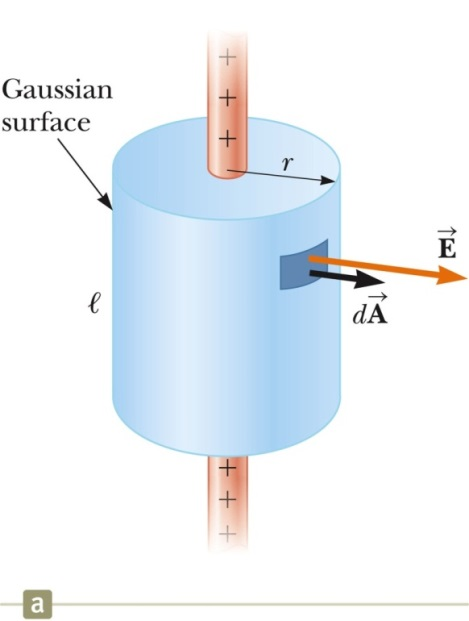 +
+
+
Gaussian
surface
r
E
dA
ℓ
+
+
+
a